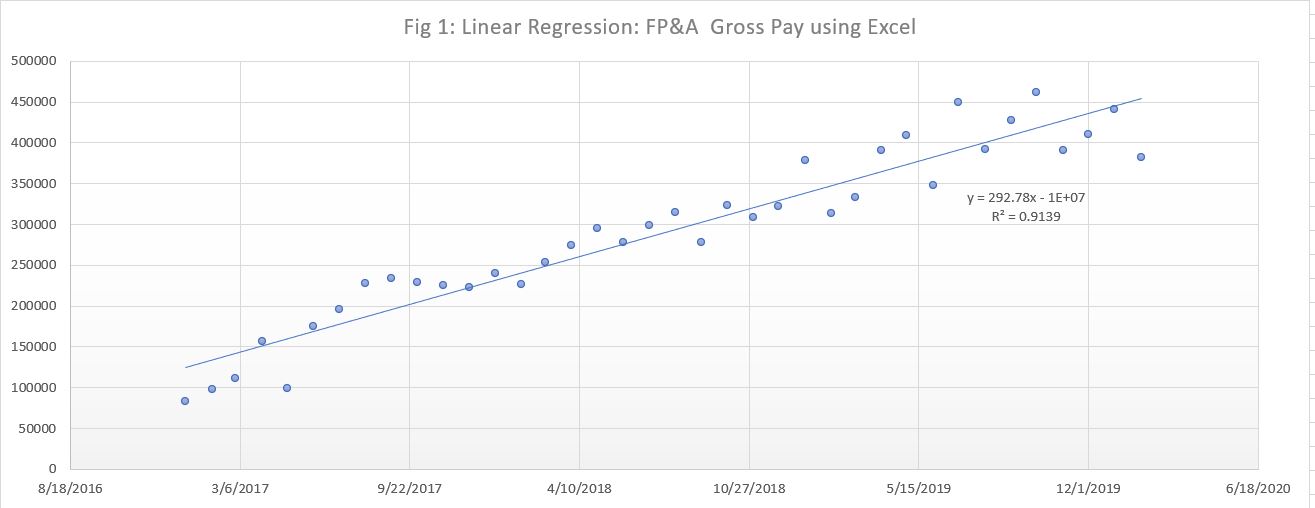 Fig 1: Linear Regression: FP&A  Gross Pay using Excel
500000
450000
400000
350000
300000
250000
200000
150000
100000
50000
0
y = 292.78x - 1E+07
R² = 0.9139
8/18/2016 3/6/2017 9/22/2017 4/10/2018 10/27/2018 5/15/2019 12/1/2019 6/18/2020